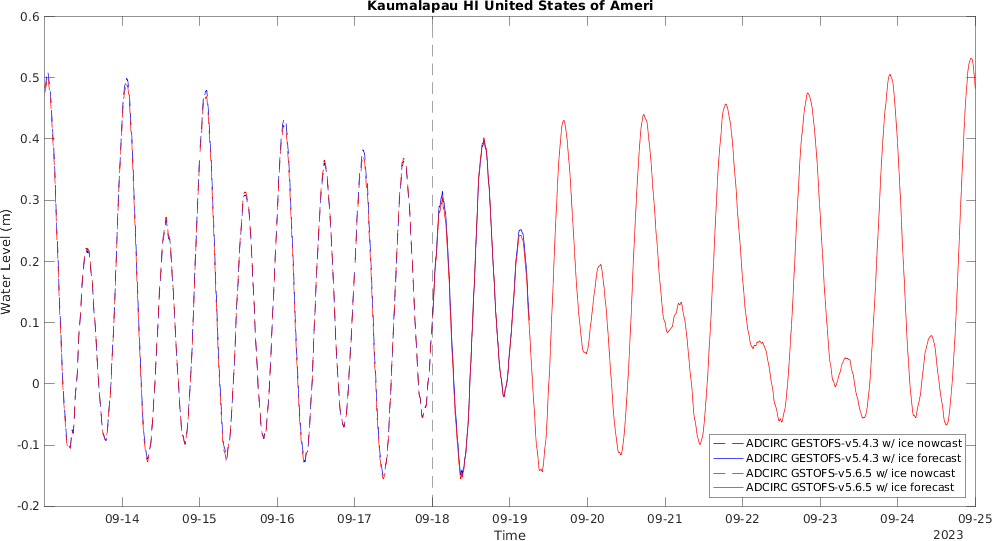 Kaumalapau HI United States of Ameri
0.6
0.5
0.4
0.3
0.2
0.1
0
-0.1
-0.2
Water Level (m)
ADCIRC GESTOFS-v5.4.3 w/ ice nowcast
ADCIRC GESTOFS-v5.4.3 w/ ice forecast
ADCIRC GSTOFS-v5.6.5 w/ ice nowcast
ADCIRC GSTOFS-v5.6.5 w/ ice forecast
09-14 09-15 09-16 09-17 09-18 09-19 09-20 09-21 09-22 09-23 09-24 09-25
Time
2023